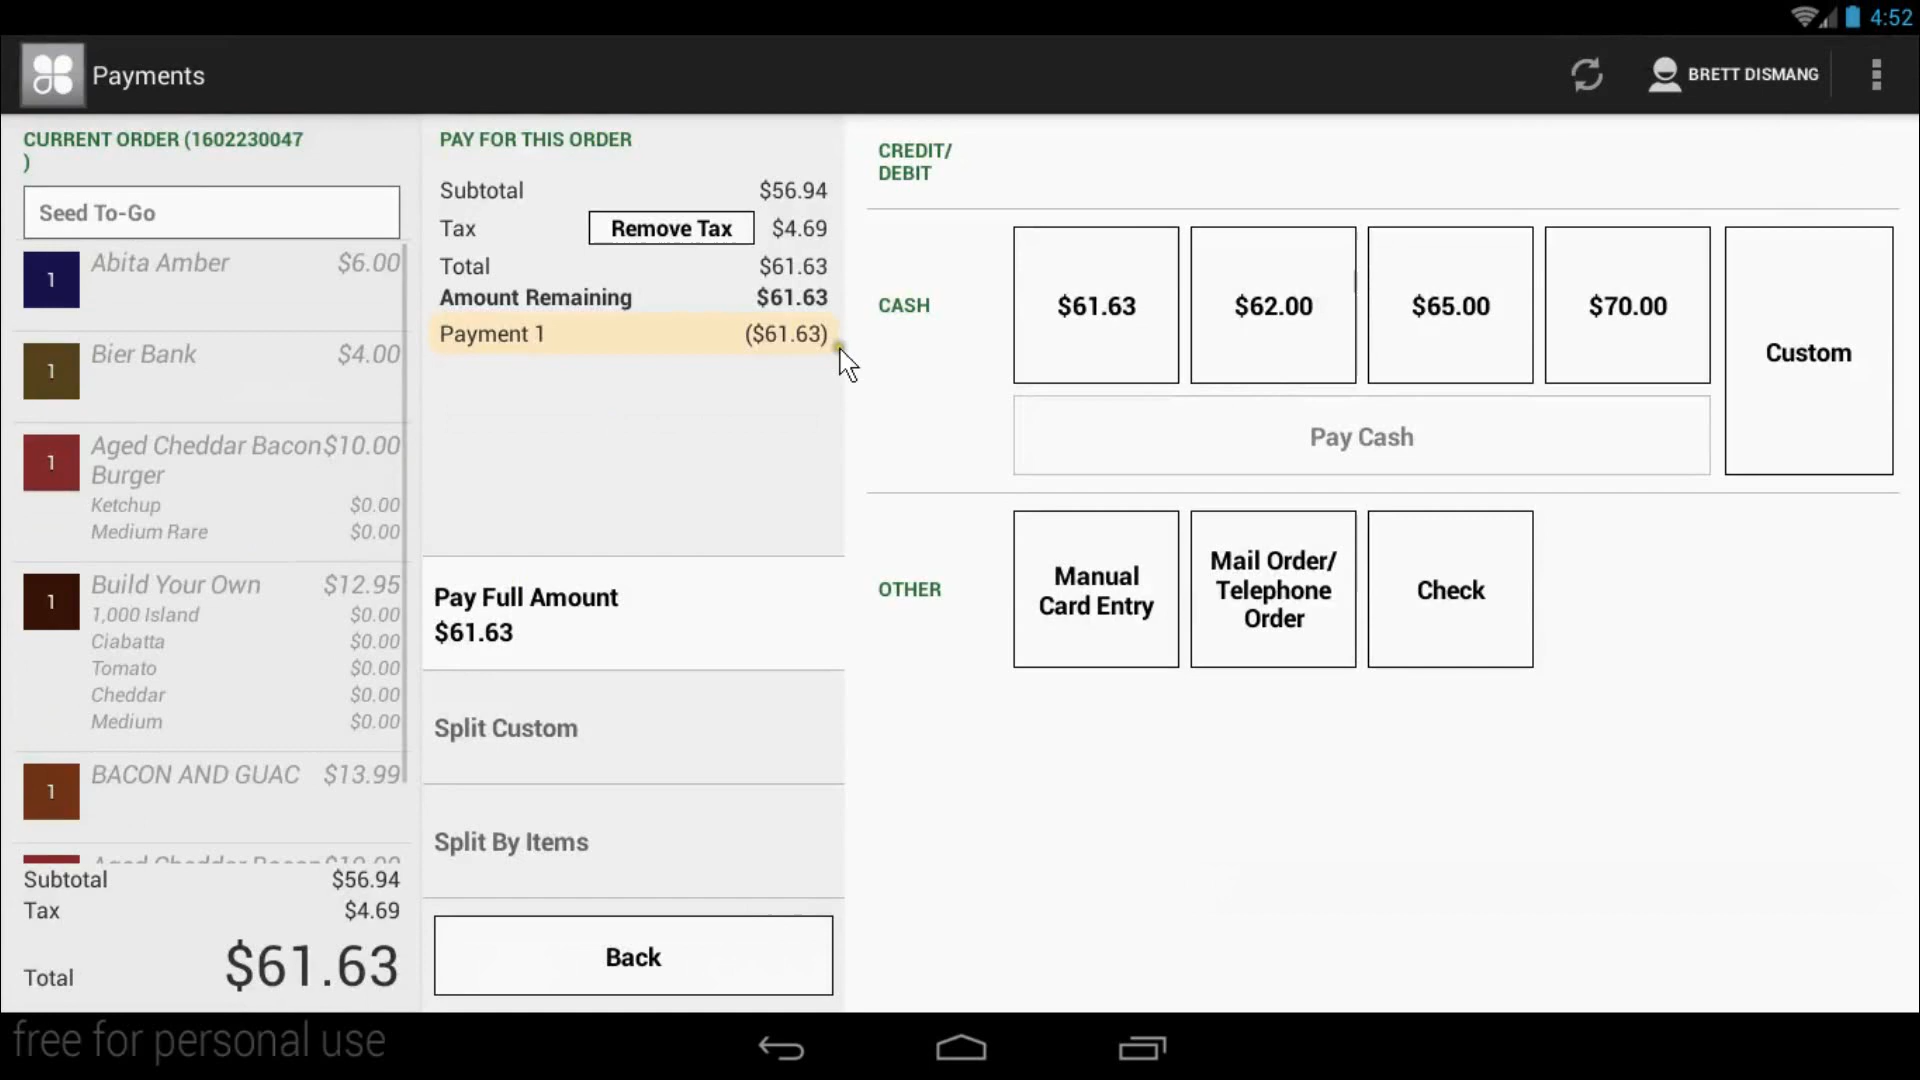 4:52
Payments
BRETT DISMANG
CURRENT ORDER (1602230047
)
Seed To-Go
1 Abita Amber $6.00
1 Bier Bank $4.00
1 Aged Cheddar Bacon $10.00
Burger
Ketchup $0.00
Medium Rare $0.00
1 Build Your Own $12.95
1,000 Island $0.00
Ciabatta $0.00
Tomato $0.00
Cheddar $0.00
Medium $0.00
1 BACON AND GUAC $13.99
Aged Cheddar Bacon $10.00
Subtotal $56.94
Tax $4.69
Total $61.63
PAY FOR THIS ORDER
Subtotal $56.94
Tax Remove Tax $4.69
Total $61.63
Amount Remaining $61.63
Payment 1 ($61.63)
Pay Full Amount
$61.63
Split Custom
Split By Items
Back
CREDIT/
DEBIT
CASH
$61.63 $62.00 $65.00 $70.00
Custom
Pay Cash
OTHER
Manual
Card Entry
Mail Order/
Telephone
Order
Check
free for personal use